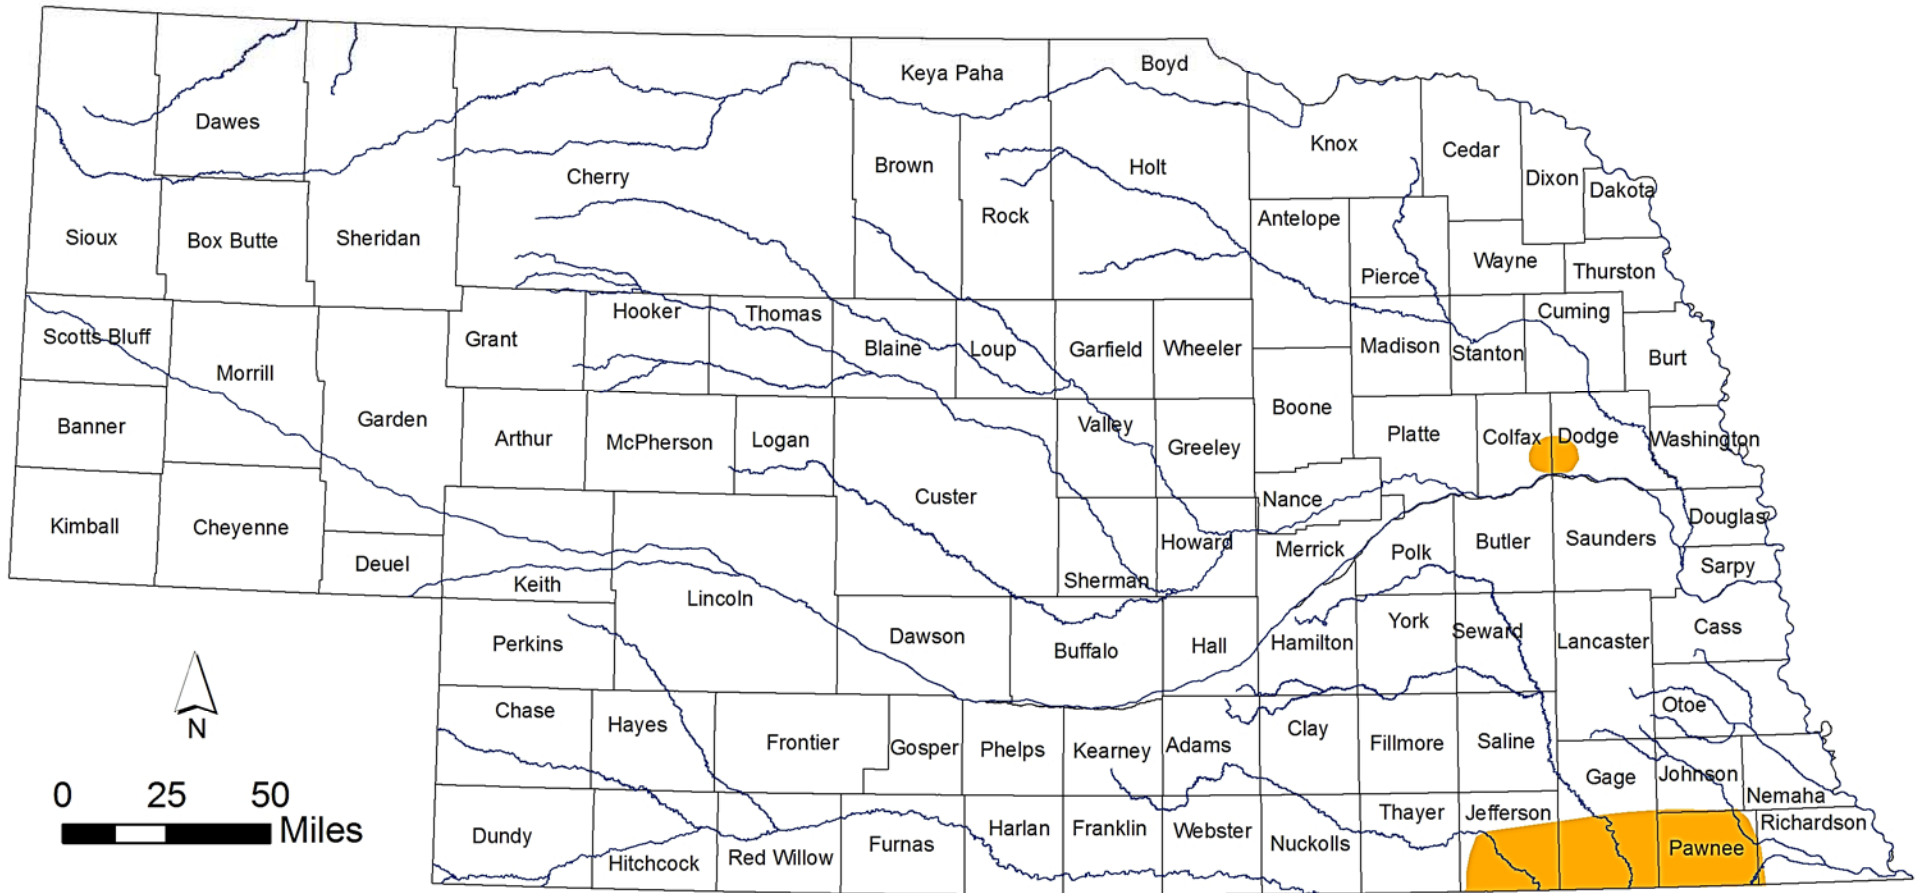 Keya Paha
Boyd
Dawes
Knox
Cedar
Brown
Holt
Cherry
Dixon
Dakota
Rock
Antelope
Sioux
Box Butte
Sheridan
Wayne
Pierce
Thurston
Hooker
Thomas
Cuming
Scotts Bluff
Grant
Blaine
Loup
Garfield
Wheeler
Madison
Stanton
Burt
Morrill
Boone
Garden
Banner
Arthur
McPherson
Logan
Valley
Greeley
Platte
Colfax
Dodge
Washington
Custer
Nance
Kimball
Cheyenne
Douglas
Howard
Merrick
Polk
Butler
Saunders
Deuel
Keith
Sherman
Sarpy
Lincoln
Perkins
Dawson
Buffalo
Hall
Hamilton
York
Seward
Lancaster
Cass
N
Chase
Hayes
Frontier
Gosper
Phelps
Kearney
Adams
Clay
Fillmore
Saline
Otoe
Gage
Johnson
Nemaha
0 25 50
Miles
Dundy
Hitchcock
Red Willow
Furnas
Harlan
Franklin
Webster
Nuckolls
Thayer
Jefferson
Pawnee
Richardson